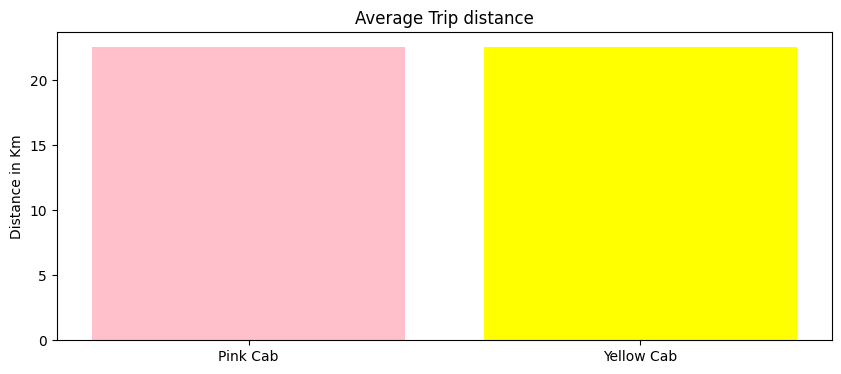 Average Trip distance
Distance in Km
20
15
10
5
0
Pink Cab
Yellow Cab